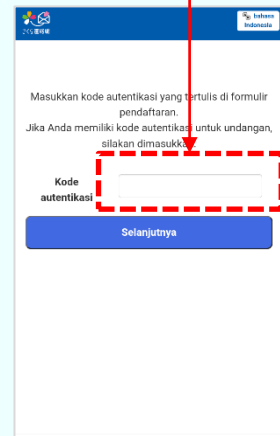 bahasa
Indonesia
Masukkan kode autentikasi yang tertulis di formulir
pendaftaran.
Jika Anda memiliki kode autentikasi untuk undangan,
silakan dimasukkan.
Kode
autentikasi
Selanjutnya